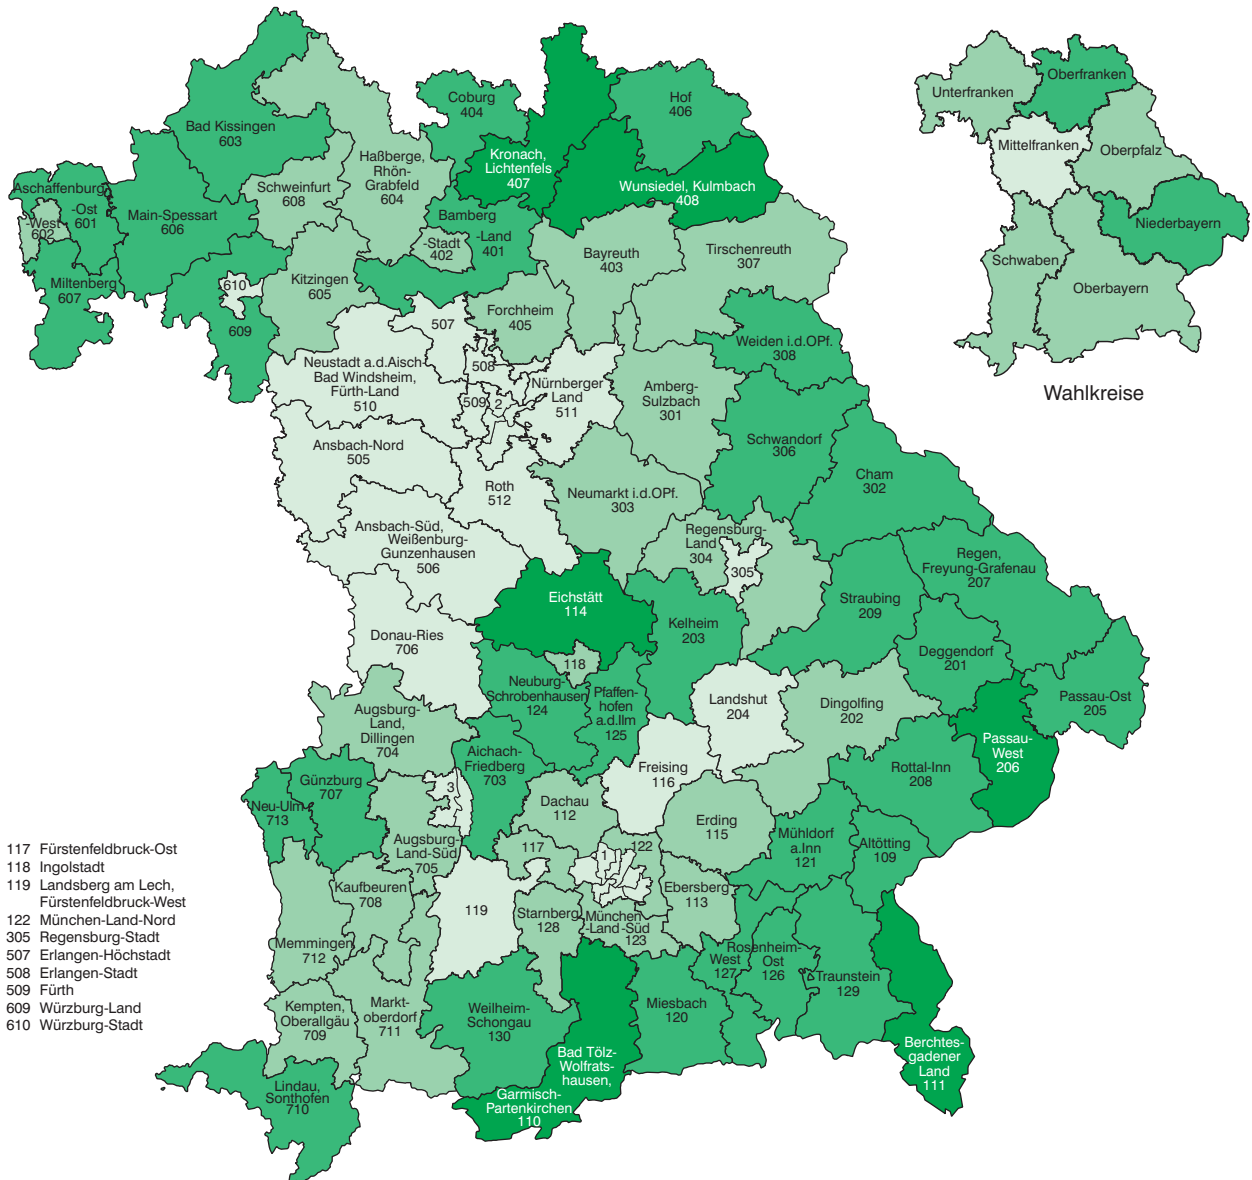 Coburg
404
Hof
406
Bad Kissingen
603
Kronach,
Lichtenfels
407
Haßberge,
Rhön-
Grabfeld
604
Wunsiedel, Kulmbach
408
Schweinfurt
608
Aschaffenburg
-Ost
601
-West
602
Main-Spessart
606
Bamberg
-Land
401
-Stadt
402
Bayreuth
403
Tirschenreuth
307
Miltenberg
607
610
Kitzingen
605
609
507
Forchheim
405
Weiden i.d.OPf.
308
Neustadt a.d.Aisch-
Bad Windsheim,
Fürth-Land
510
508
509
2
Nürnberger
Land
511
Amberg-
Sulzbach
301
Ansbach-Nord
505
Schwandorf
306
Cham
302
Roth
512
Neumarkt i.d.OPf.
303
Ansbach-Süd,
Weißenburg-
Gunzenhausen
506
Regensburg-
Land
304
305
Regen,
Freyung-Grafenau
207
Eichstätt
114
Straubing
209
Kelheim
203
Donau-Ries
706
Deggendorf
201
118
Neuburg-
Schrobenhausen
124
Pfaffen-
hofen
a.d.Ilm
125
Landshut
204
Dingolfing
202
Passau-Ost
205
Augsburg-
Land,
Dillingen
704
Passau-
West
206
Aichach-
Friedberg
703
Freising
116
Rottal-Inn
208
Günzburg
707
Neu-Ulm
713
3
Dachau
112
Erding
115
Mühldorf
a.Inn
121
Altötting
109
Augsburg-
Land-Süd
705
117
1
122
Kaufbeuren
708
119
Ebersberg
113
Starnberg
128
München
-Land-Süd
123
Memmingen
712
Rosenheim-
Ost
126
West
127
Traunstein
129
Kempten,
Oberallgäu
709
Markt-
oberdorf
711
Weilheim-
Schongau
130
Miesbach
120
Bad Tölz-
Wolfrats-
hausen,
Garmisch-
Partenkirchen
110
Berchtes-
gadener
Land
111
Lindau,
Sonthofen
710
Unterfranken
Oberfranken
Mittelfranken
Oberpfalz
Niederbayern
Schwaben
Oberbayern
Wahlkreise
117 Fürstenfeldbruck-Ost
118 Ingolstadt
119 Landsberg am Lech,
Fürstenfeldbruck-West
122 München-Land-Nord
305 Regensburg-Stadt
507 Erlangen-Höchstadt
508 Erlangen-Stadt
509 Fürth
609 Würzburg-Land
610 Würzburg-Stadt